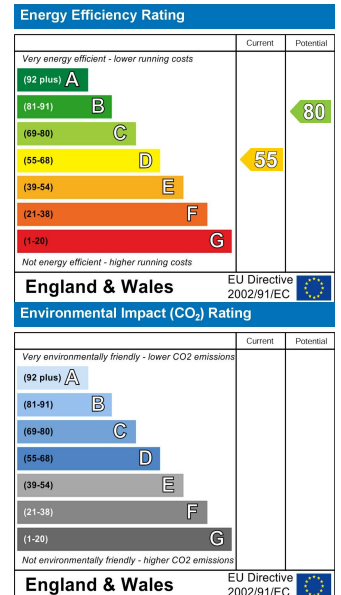 Energy Efficiency Rating
Current Potential
Very energy efficient - lower running costs
(92 plus) A
(81-91) B
80
(69-80) C
(55-68) D
55
(39-54) E
(21-38) F
(1-20) G
Not energy efficient - higher running costs
England & Wales
EU Directive
2002/91/EC
Environmental Impact (CO₂) Rating
Current Potential
Very environmentally friendly - lower CO2 emissions
(92 plus) A
(81-91) B
(69-80) C
(55-68) D
(39-54) E
(21-38) F
(1-20) G
Not environmentally friendly - higher CO2 emissions
England & Wales
EU Directive
2002/91/EC